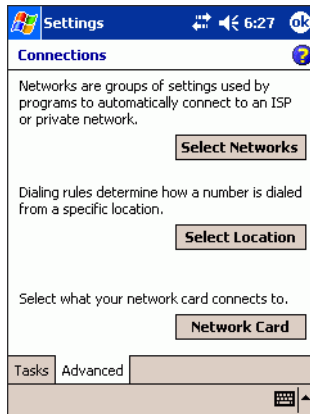 Settings 6:27 ok
Connections ?
Networks are groups of settings used by
programs to automatically connect to an ISP
or private network.
Select Networks
Dialing rules determine how a number is dialed
from a specific location.
Select Location
Select what your network card connects to.
Network Card
Tasks Advanced